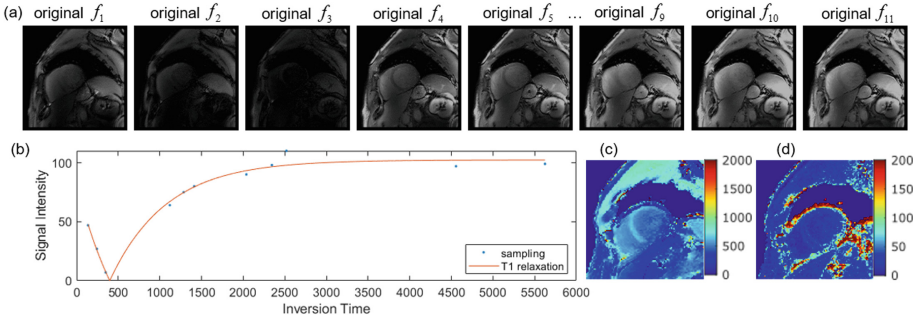 (a) original f1 original f2 original f3 original f4 original f5 ... original f9 original f10 original f11
(b) (c) (d)
Signal Intensity
100
50
0
0 500 1000 1500 2000 2500 3000 3500 4000 4500 5000 5500 6000
Inversion Time
sampling
T1 relaxation
2000
1500
1000
500
0
200
150
100
50
0